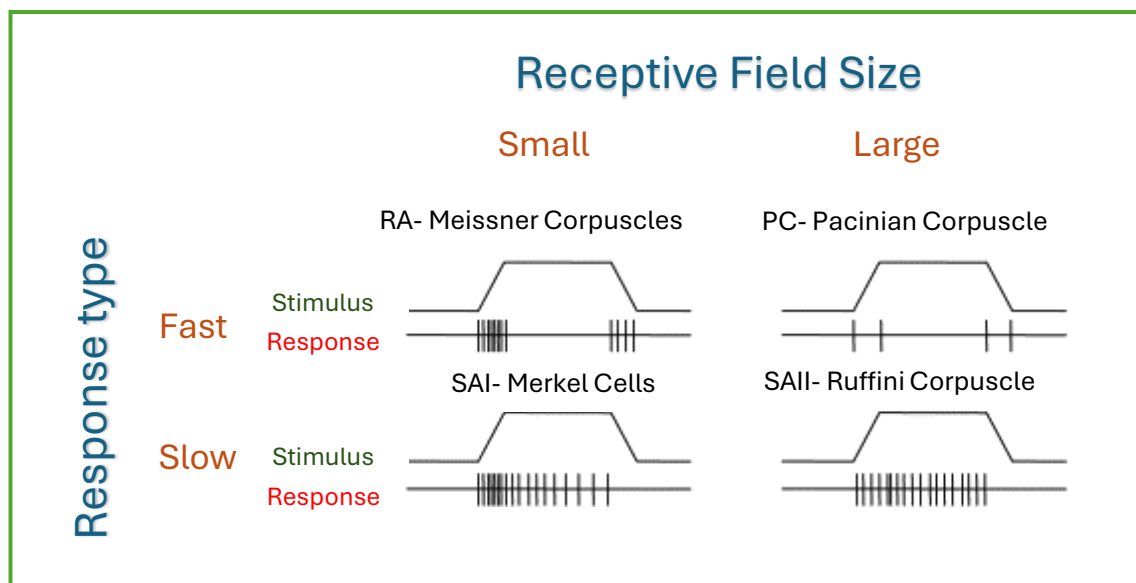 Receptive Field Size
Small
Large
RA- Meissner Corpuscles
PC- Pacinian Corpuscle
Response type
Fast
Stimulus
Response
SAI- Merkel Cells
SAII- Ruffini Corpuscle
Slow
Stimulus
Response